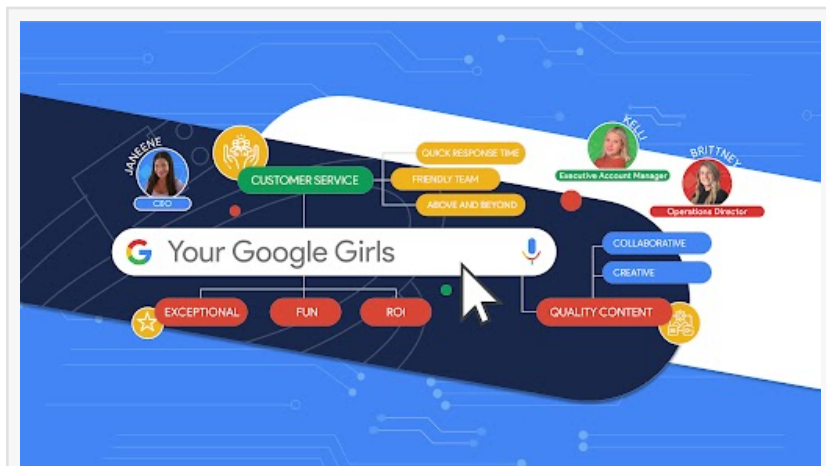 JANEENE
CEO
CUSTOMER SERVICE
QUICK RESPONSE TIME
FRIENDLY TEAM
ABOVE AND BEYOND
KELLI
Executive Account Manager
BRITTNEY
Operations Director
G Your Google Girls
COLLABORATIVE
CREATIVE
EXCEPTIONAL
FUN
ROI
QUALITY CONTENT